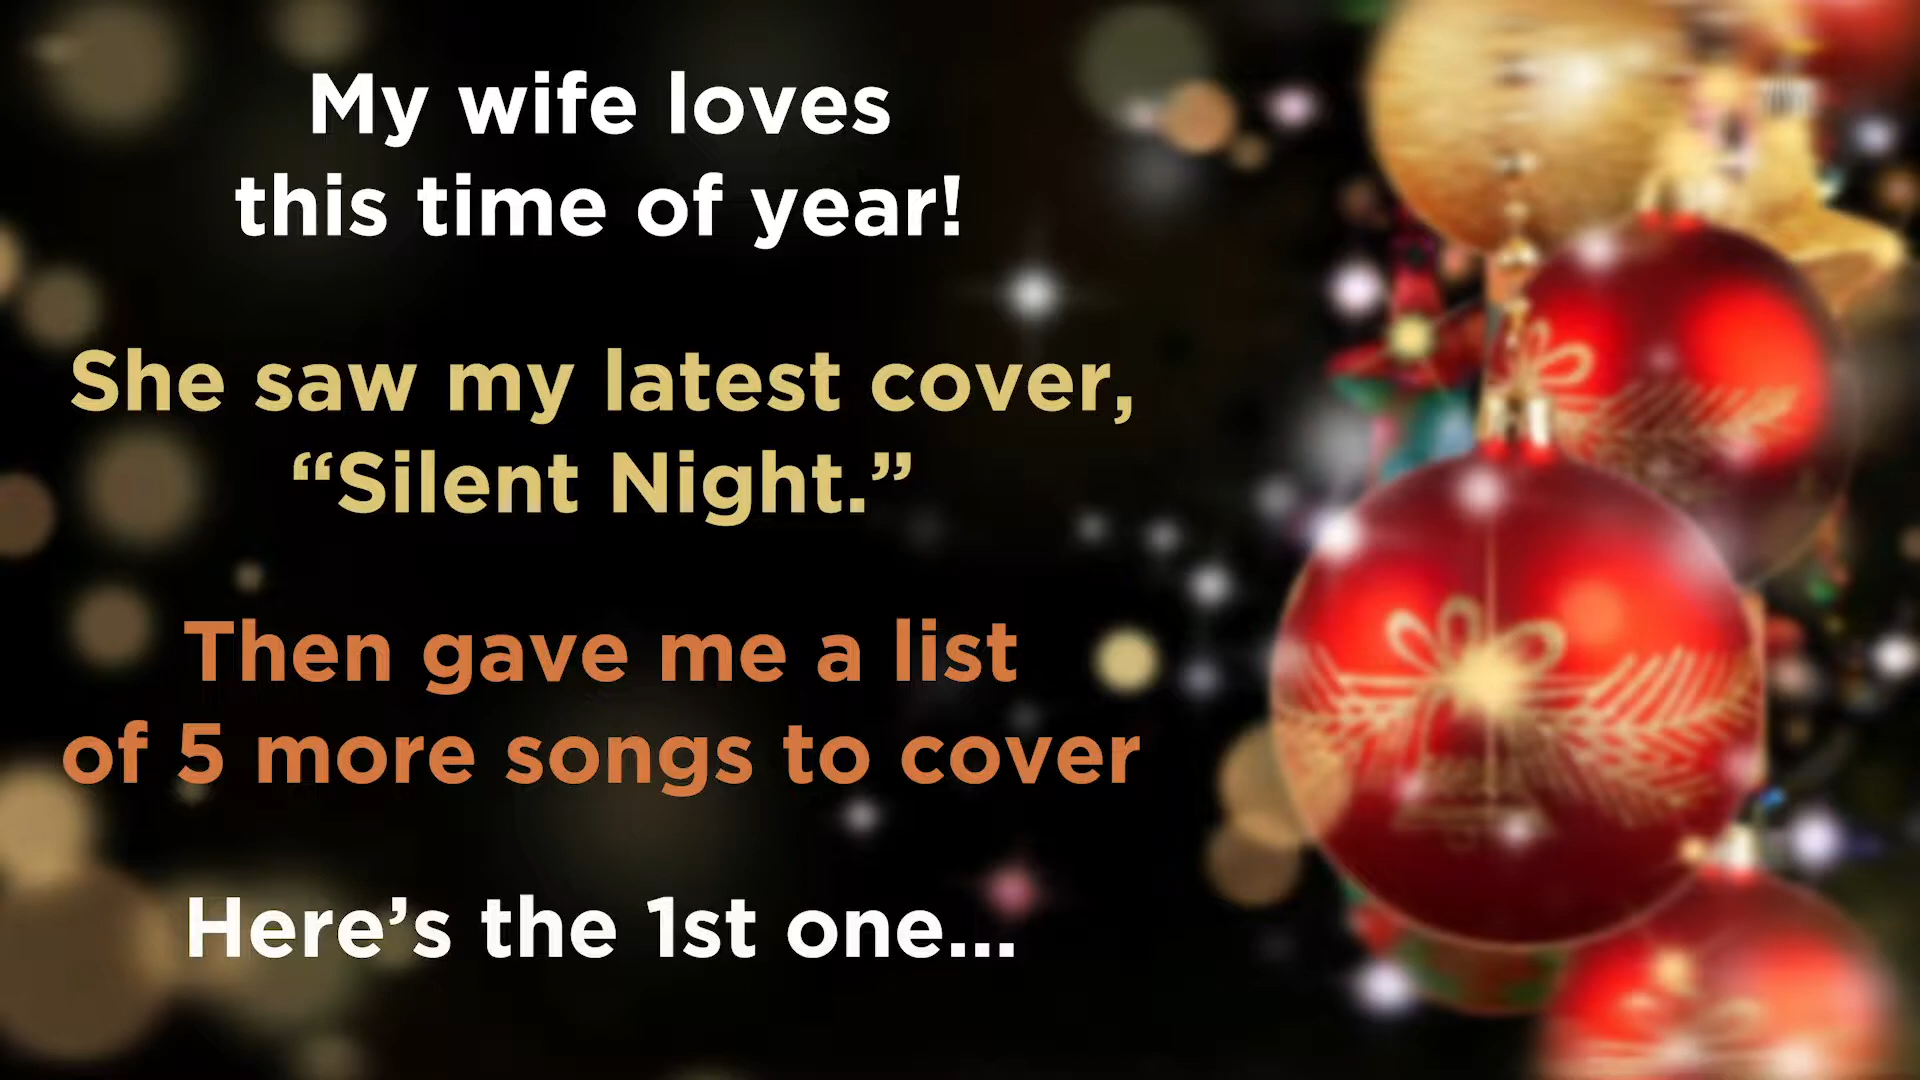 My wife loves
this time of year!
She saw my latest cover,
“Silent Night.”
Then gave me a list
of 5 more songs to cover
Here’s the 1st one...